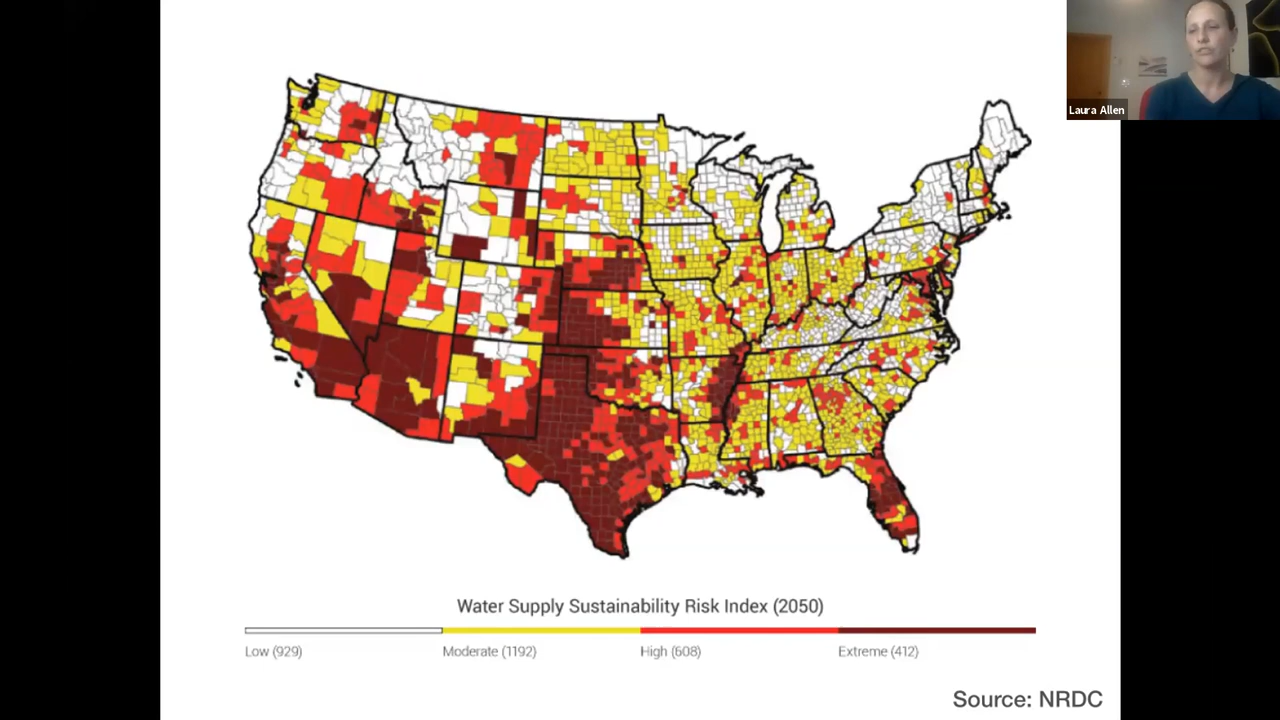 Laura Allen
Water Supply Sustainability Risk Index (2050)
Low (929)
Moderate (1192)
High (608)
Extreme (412)
Source: NRDC